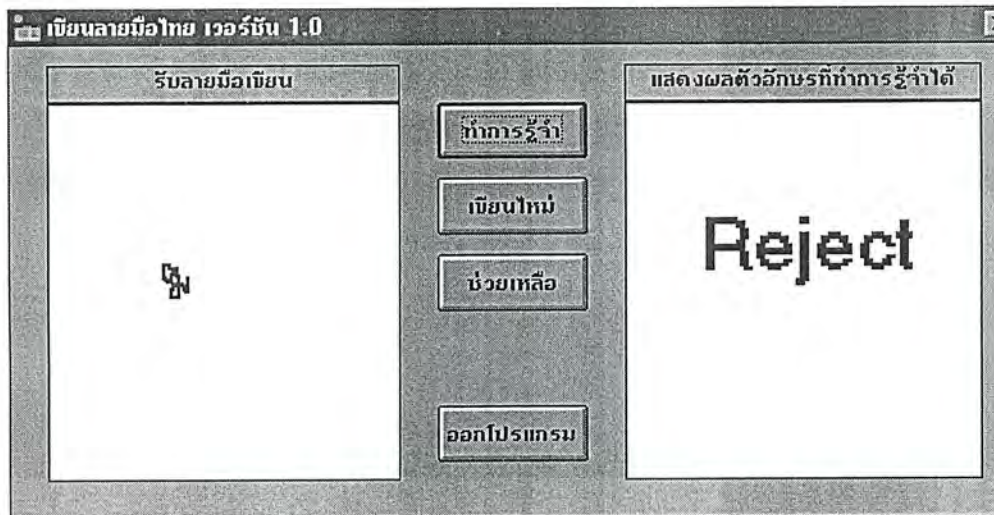 เขียนลายมือไทย เวอร์ชัน 1.0
รับลายมือเขียน
แสดงผลตัวอักษรที่ทำการรู้จำได้
ทำการรู้จำ
เขียนใหม่
Reject
ช่วยเหลือ
ออกโปรแกรม